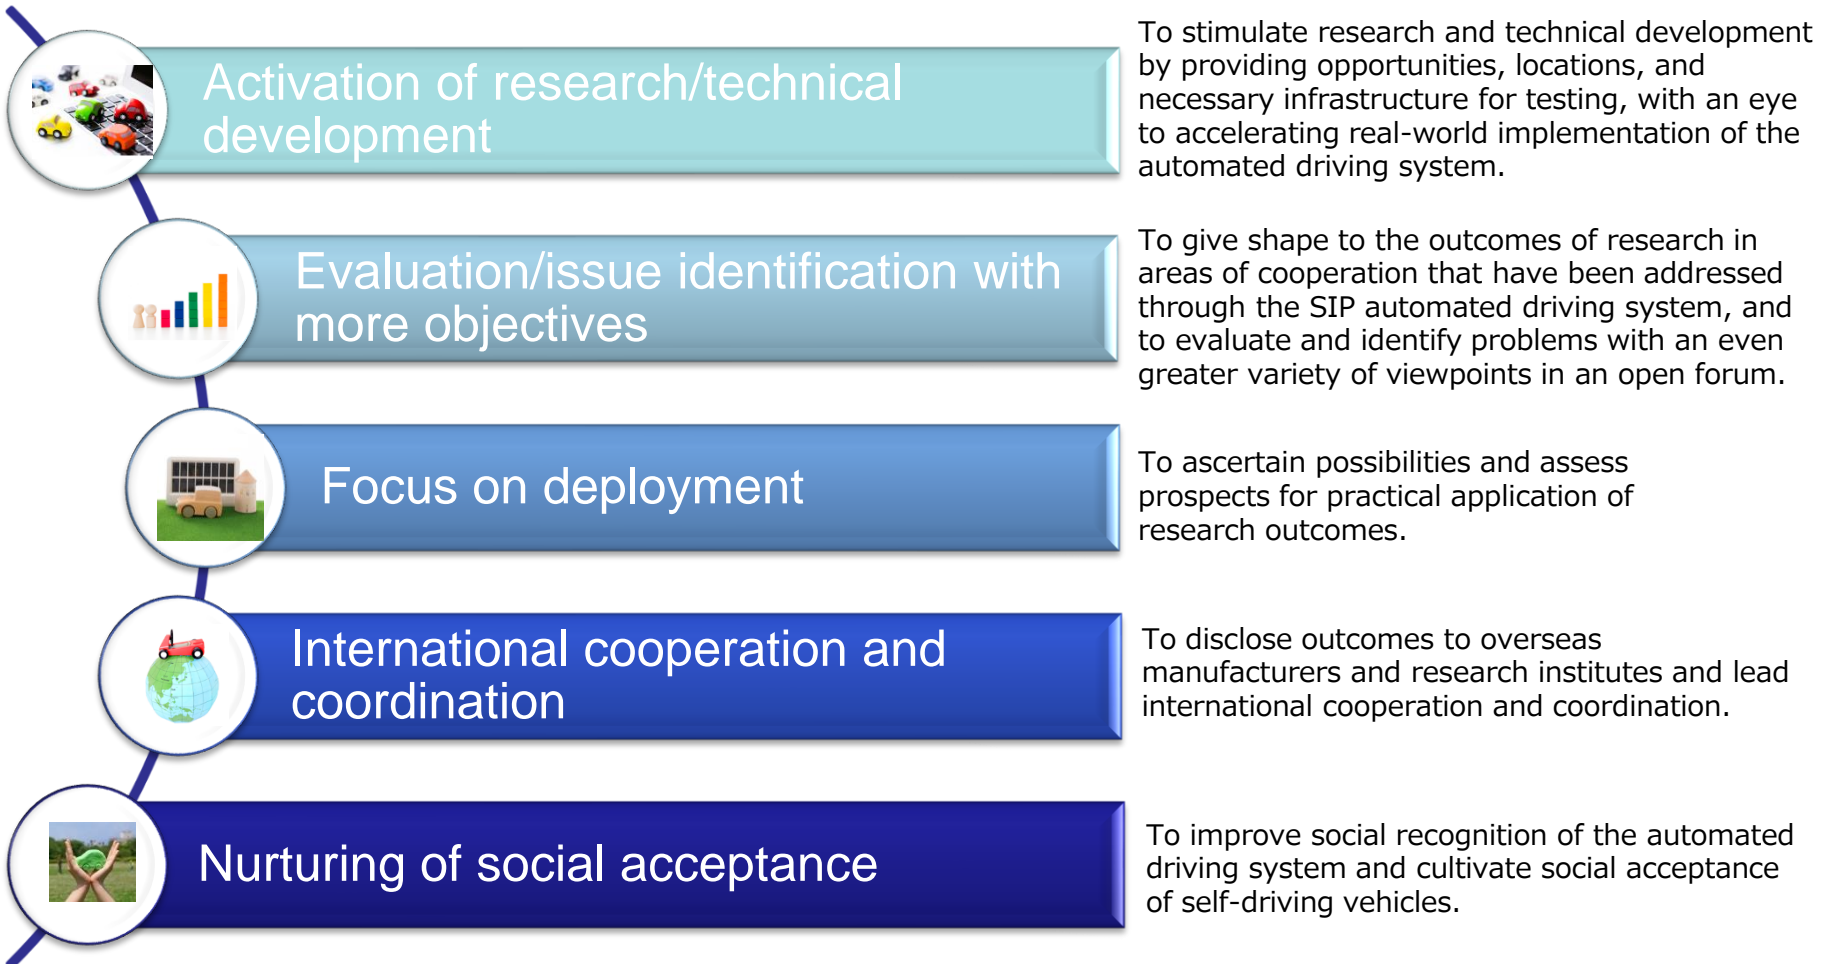 Activation of research/technical
development
To stimulate research and technical development
by providing opportunities, locations, and
necessary infrastructure for testing, with an eye
to accelerating real-world implementation of the
automated driving system.
Evaluation/issue identification with
more objectives
To give shape to the outcomes of research in
areas of cooperation that have been addressed
through the SIP automated driving system, and
to evaluate and identify problems with an even
greater variety of viewpoints in an open forum.
Focus on deployment
To ascertain possibilities and assess
prospects for practical application of
research outcomes.
International cooperation and
coordination
To disclose outcomes to overseas
manufacturers and research institutes and lead
international cooperation and coordination.
Nurturing of social acceptance
To improve social recognition of the automated
driving system and cultivate social acceptance
of self-driving vehicles.